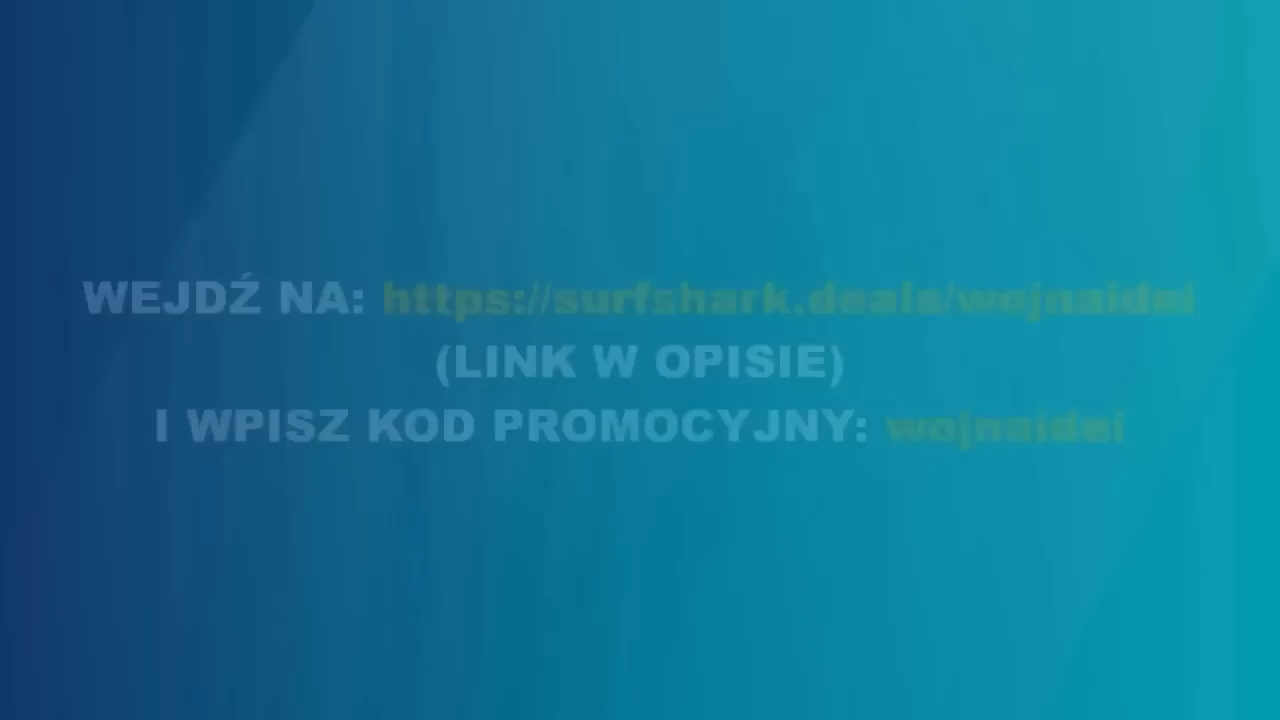 WEJDŹ NA: https://surfshark.deals/wojnaidei
(LINK W OPISIE)
I WPISZ KOD PROMOCYJNY: wojnaidei